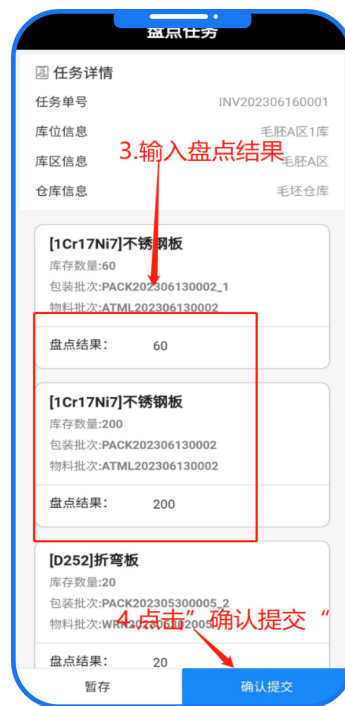 盘点任务
任务详情
任务单号 INV202306160001
库位信息 毛胚A区1库
库区信息 毛胚A区
3.输入盘点结果
仓库信息 毛坯仓库
[1Cr17Ni7]不锈钢板
库存数量:60
包装批次:PACK202306130002_1
物料批次:ATML202306130002
盘点结果: 60
[1Cr17Ni7]不锈钢板
库存数量:200
包装批次:PACK202306130002
物料批次:ATML202306130002
盘点结果: 200
[D252]折弯板
库存数量:20
包装批次:PACK202305300005_2
物料批次:
4.点击”确认提交“
盘点结果: 20
暂存 确认提交